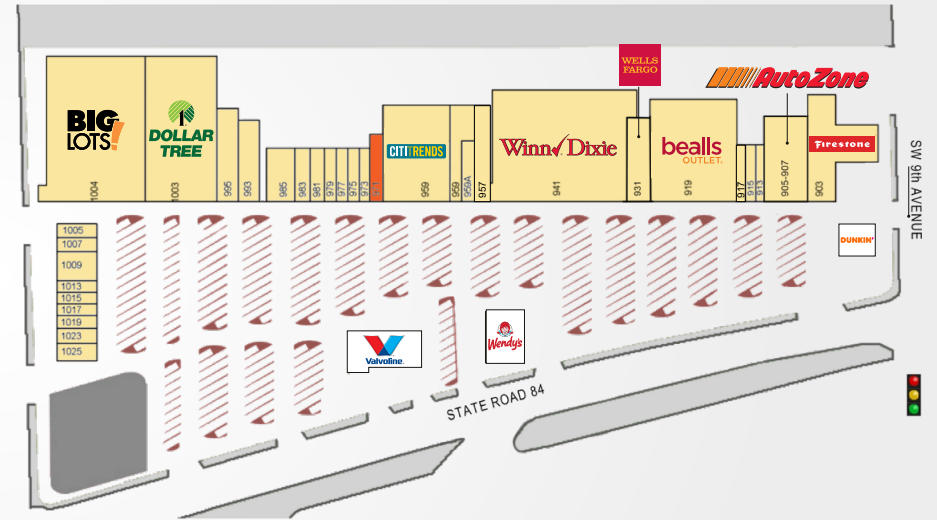 WELLS
FARGO
AutoZone
BIG
LOTS!
DOLLAR
TREE
CITITRENDS
Winn Dixie
bealls
OUTLET.
Firestone
1004
1003
995
993
985
983
981
979
977
975
973
959
959
959A
957
941
931
919
917
915
913
905-907
903
SW 9th AVENUE
1005
1007
1009
1013
1015
1017
1019
1023
1025
DUNKIN'
Valvoline
Wendy's
STATE ROAD 84